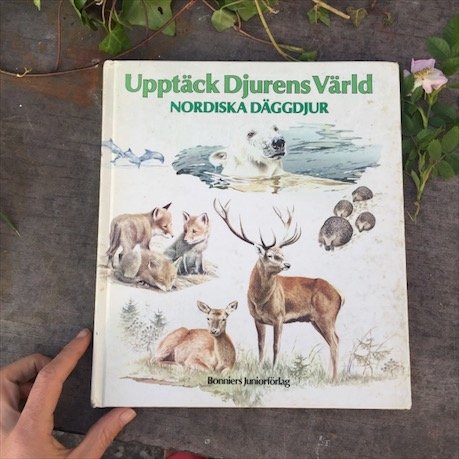 Upptäck Djurens Värld
NORDISKA DÄGGDJUR
Bonniers Juniorförlag